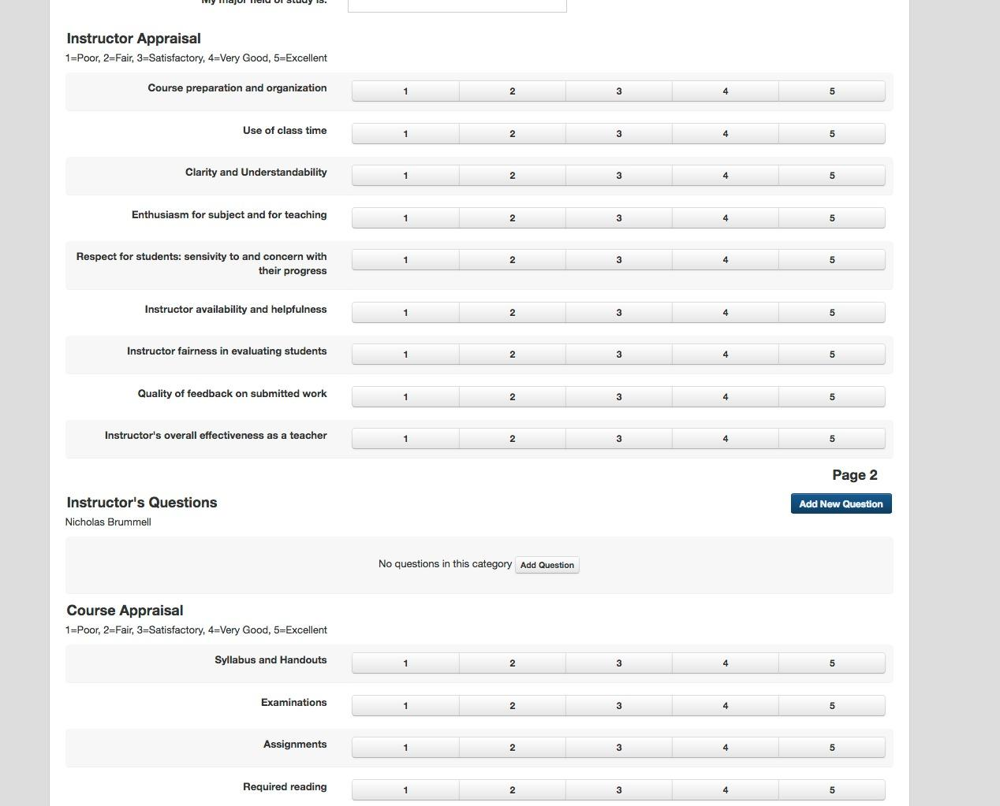 My major field of study is:
Instructor Appraisal
1=Poor, 2=Fair, 3=Satisfactory, 4=Very Good, 5=Excellent
Course preparation and organization 1 2 3 4 5
Use of class time 1 2 3 4 5
Clarity and Understandability 1 2 3 4 5
Enthusiasm for subject and for teaching 1 2 3 4 5
Respect for students: sensivity to and concern with 1 2 3 4 5
their progress
Instructor availability and helpfulness 1 2 3 4 5
Instructor fairness in evaluating students 1 2 3 4 5
Quality of feedback on submitted work 1 2 3 4 5
Instructor's overall effectiveness as a teacher 1 2 3 4 5
Page 2
Instructor's Questions Add New Question
Nicholas Brummell
No questions in this category Add Question
Course Appraisal
1=Poor, 2=Fair, 3=Satisfactory, 4=Very Good, 5=Excellent
Syllabus and Handouts 1 2 3 4 5
Examinations 1 2 3 4 5
Assignments 1 2 3 4 5
Required reading 1 2 3 4 5